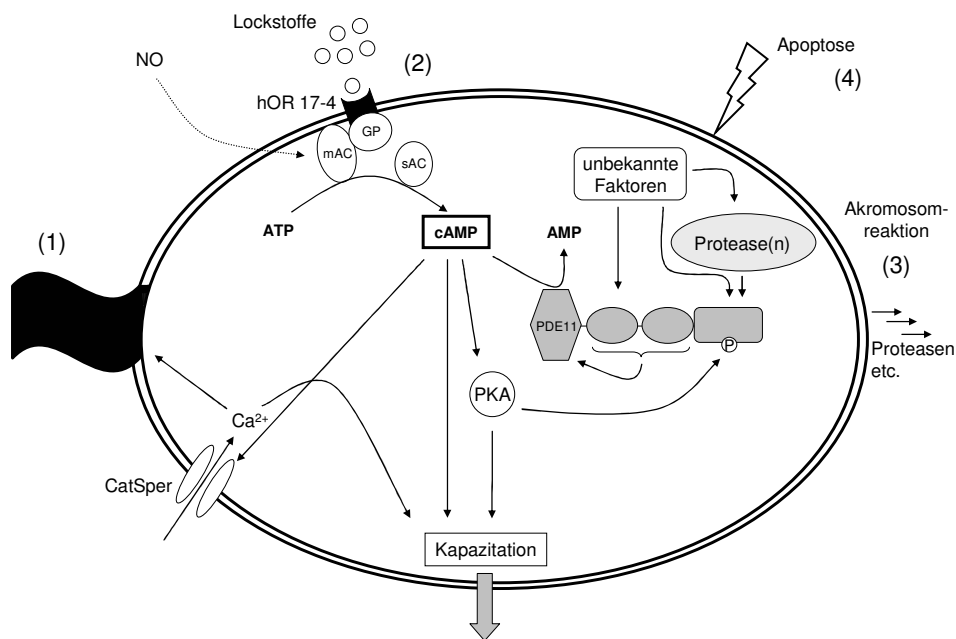 Lockstoffe
NO
(2)
Apoptose
(4)
hOR 17-4
GP
mAC
sAC
unbekannte
Faktoren
ATP
cAMP
AMP
Protease(n)
Akromosom-
reaktion
(3)
(1)
PDE11
P
Proteasen
etc.
PKA
Ca2+
CatSper
Kapazitation